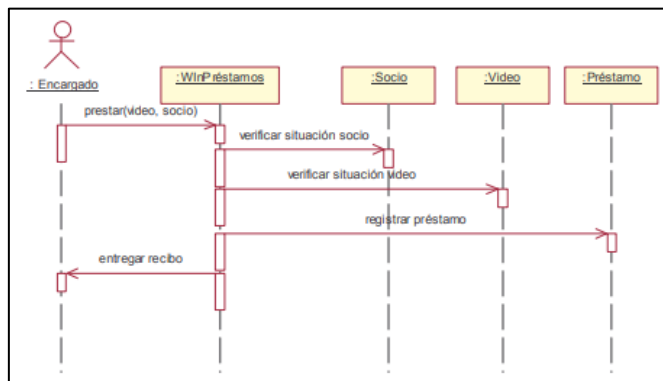 : Encargado
:WInPréstamos
:Socio
:Video
:Préstamo
prestar(video, socio)
verificar situación socio
verificar situación video
registrar préstamo
entregar recibo